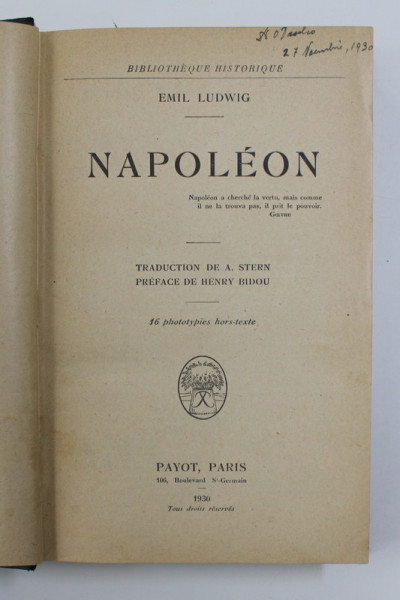 27 Noembrie, 1930
BIBLIOTHÈQUE HISTORIQUE
EMIL LUDWIG
NAPOLÉON
Napoléon a cherché la vertu, mais comme
il ne la trouva pas, il prit le pouvoir.
Gœthe
TRADUCTION DE A. STERN
PRÉFACE DE HENRY BIDOU
16 phototypies hors-texte
PAYOT, PARIS
106, Boulevard St-Germain
1930
Tous droits réservés